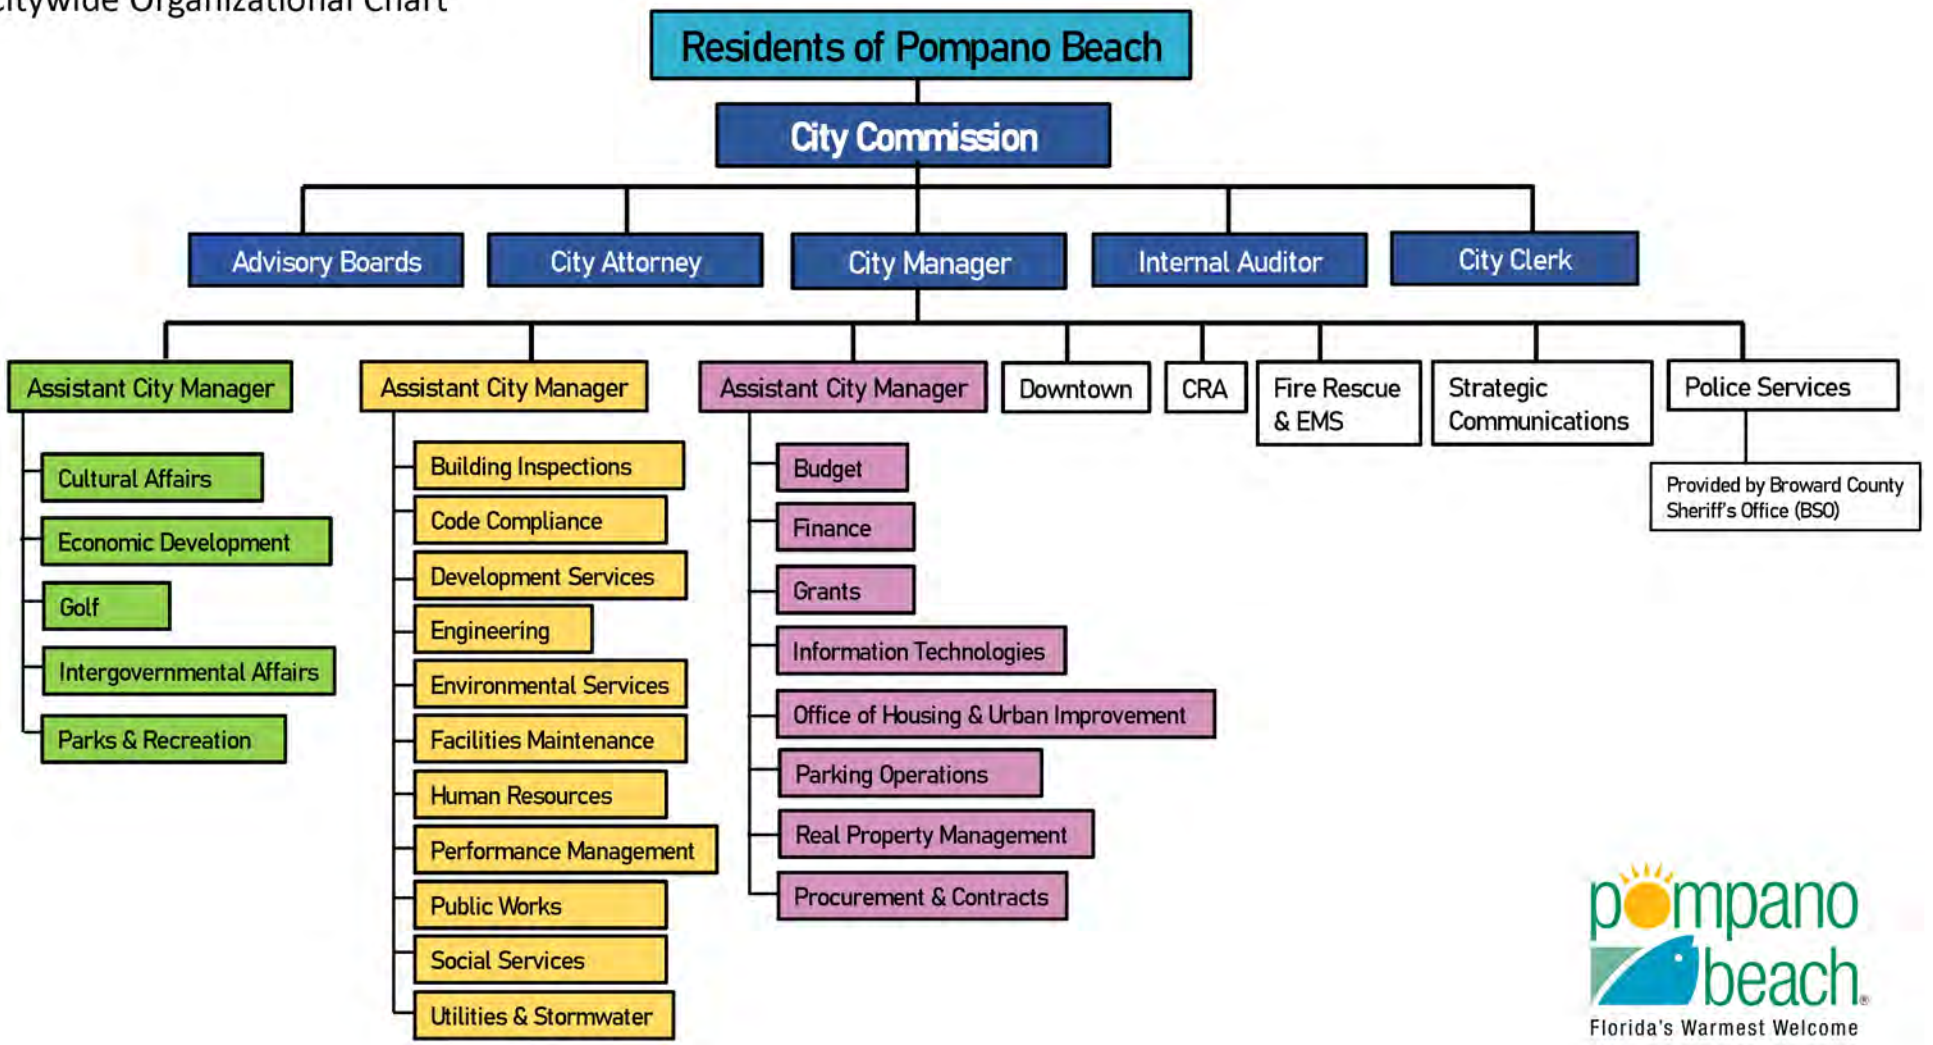 Citywide Organizational Chart
Residents of Pompano Beach
City Commission
Advisory Boards
City Attorney
City Manager
Internal Auditor
City Clerk
Assistant City Manager
Cultural Affairs
Economic Development
Golf
Intergovernmental Affairs
Parks & Recreation
Assistant City Manager
Building Inspections
Code Compliance
Development Services
Engineering
Environmental Services
Facilities Maintenance
Human Resources
Performance Management
Public Works
Social Services
Utilities & Stormwater
Assistant City Manager
Budget
Finance
Grants
Information Technologies
Office of Housing & Urban Improvement
Parking Operations
Real Property Management
Procurement & Contracts
Downtown
CRA
Fire Rescue
& EMS
Strategic
Communications
Police Services
Provided by Broward County
Sheriff's Office (BSO)
pompano
beach®
Florida's Warmest Welcome